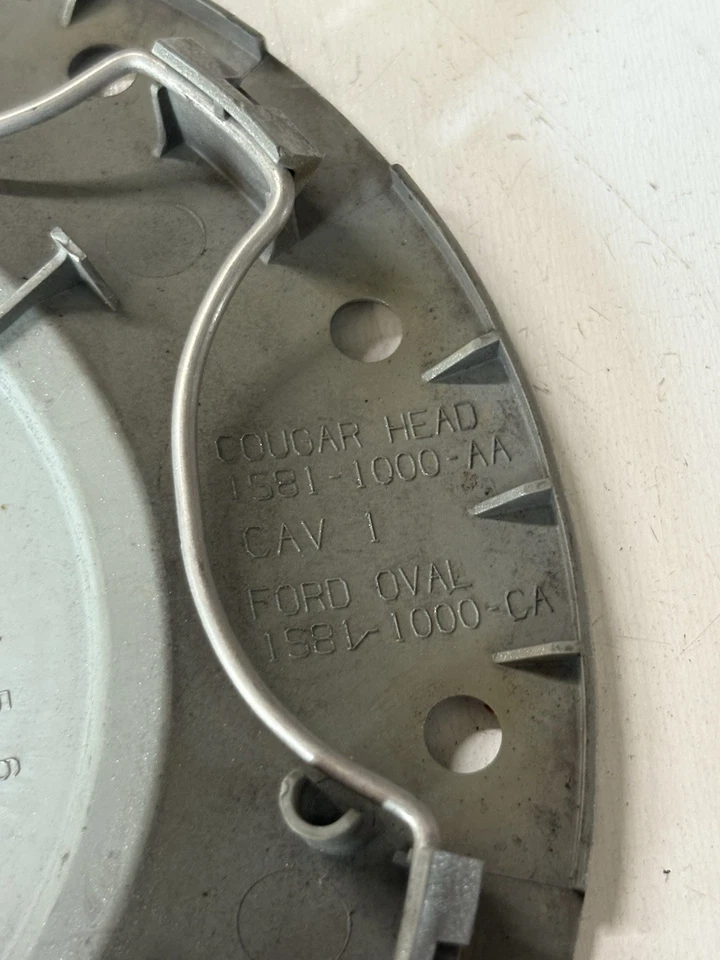 COUGAR HEAD
1S81-1000-AA
CAV 1
FORD OVAL
1S81-1000-CA